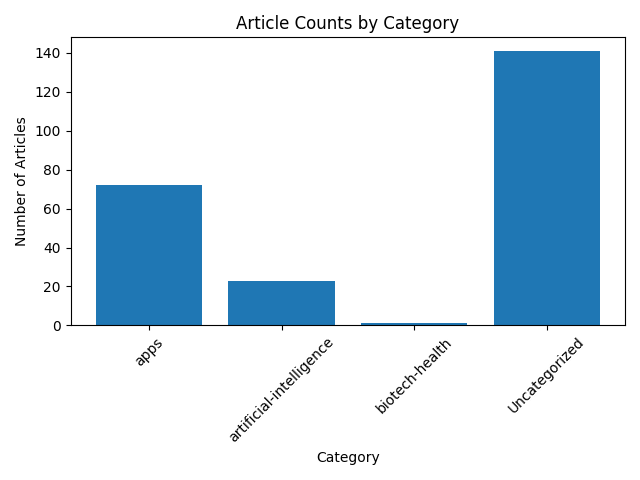 Article Counts by Category
Number of Articles
140
120
100
80
60
40
20
0
apps
artificial-intelligence
biotech-health
Uncategorized
Category